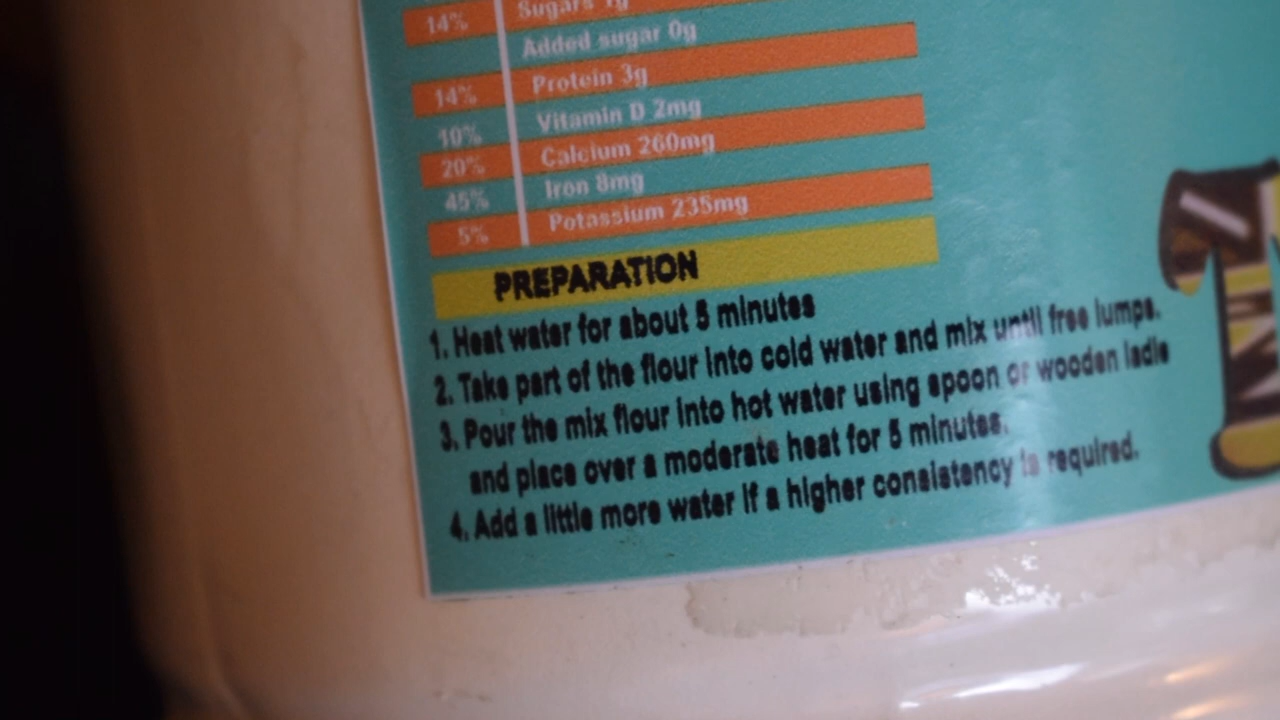 14% Sugars 1g
Added sugar 0g
14% Protein 3g
10% Vitamin D 2mg
20% Calcium 260mg
45% Iron 8mg
5% Potassium 235mg
PREPARATION
1. Heat water for about 5 minutes
2. Take part of the flour into cold water and mix until free lumps.
3. Pour the mix flour into hot water using spoon or wooden ladle
and place over a moderate heat for 5 minutes.
4. Add a little more water if a higher consistency is required.